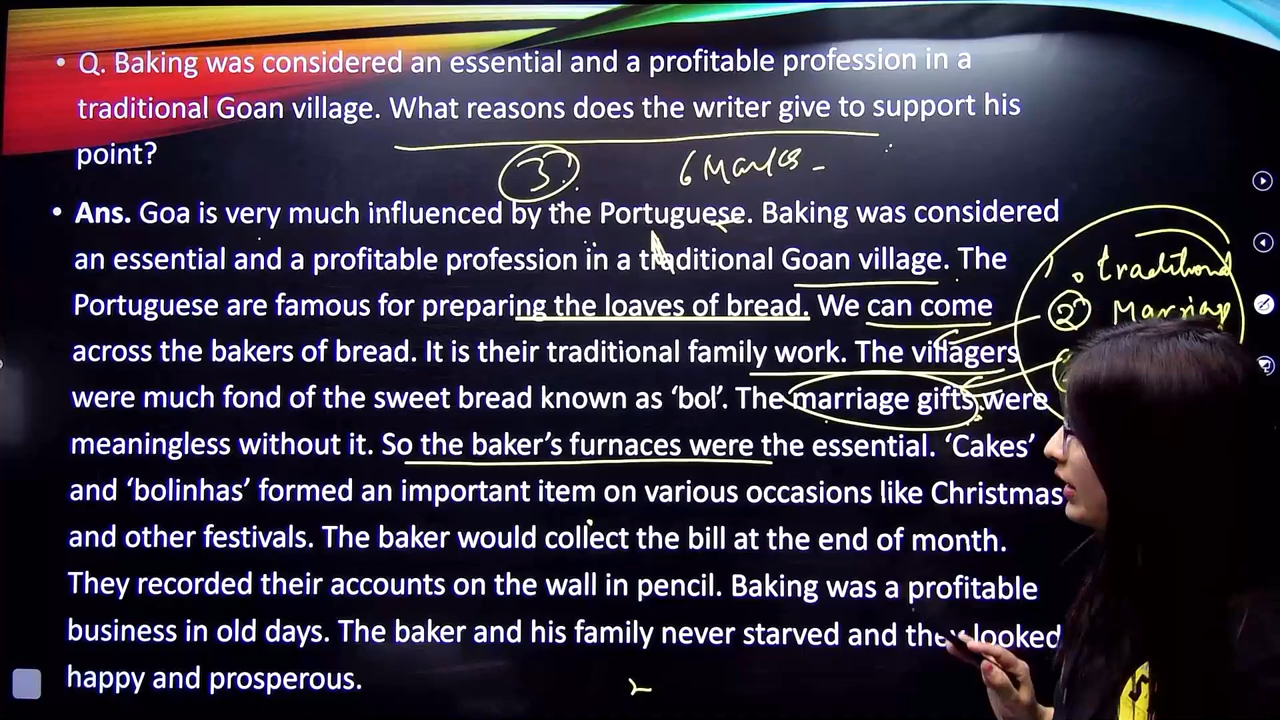 • Q. Baking was considered an essential and a profitable profession in a
traditional Goan village. What reasons does the writer give to support his
point?
3 6 Marks -
• Ans. Goa is very much influenced by the Portuguese. Baking was considered
an essential and a profitable profession in a traditional Goan village. The
Portuguese are famous for preparing the loaves of bread. We can come
across the bakers of bread. It is their traditional family work. The villagers
were much fond of the sweet bread known as ‘bol’. The marriage gifts were
meaningless without it. So the baker’s furnaces were the essential. ‘Cakes’
and ‘bolinhas’ formed an important item on various occasions like Christmas
and other festivals. The baker would collect the bill at the end of month.
They recorded their accounts on the wall in pencil. Baking was a profitable
business in old days. The baker and his family never starved and they looked
happy and prosperous.
traditional
2 Marriage